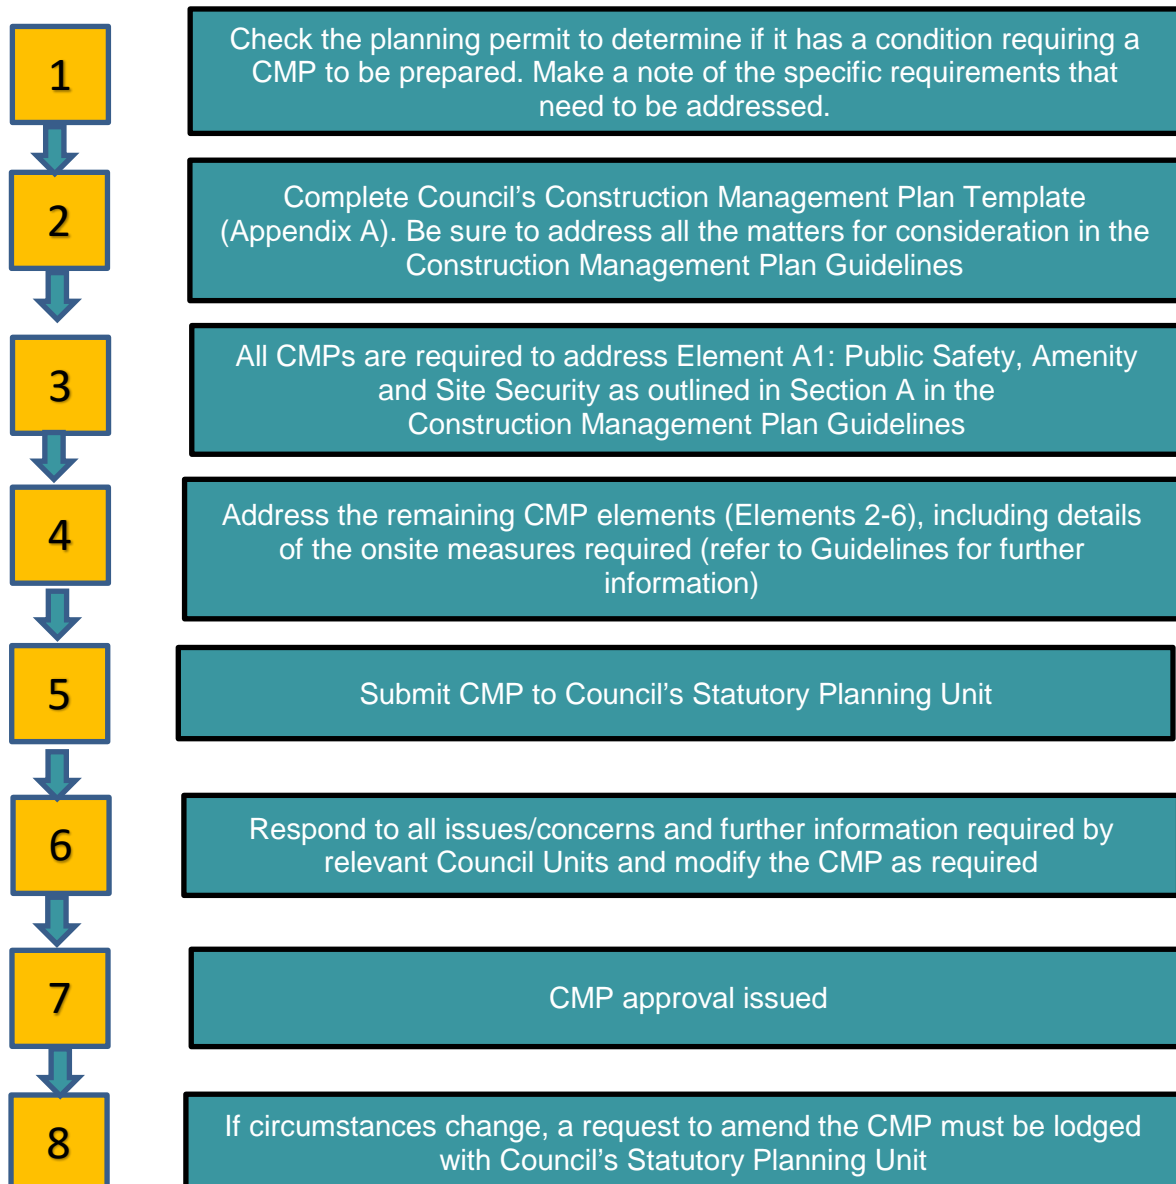 1
Check the planning permit to determine if it has a condition requiring a
CMP to be prepared. Make a note of the specific requirements that
need to be addressed.
2
Complete Council’s Construction Management Plan Template
(Appendix A). Be sure to address all the matters for consideration in the
Construction Management Plan Guidelines
3
All CMPs are required to address Element A1: Public Safety, Amenity
and Site Security as outlined in Section A in the
Construction Management Plan Guidelines
4
Address the remaining CMP elements (Elements 2-6), including details
of the onsite measures required (refer to Guidelines for further
information)
5
Submit CMP to Council’s Statutory Planning Unit
6
Respond to all issues/concerns and further information required by
relevant Council Units and modify the CMP as required
7
CMP approval issued
8
If circumstances change, a request to amend the CMP must be lodged
with Council’s Statutory Planning Unit